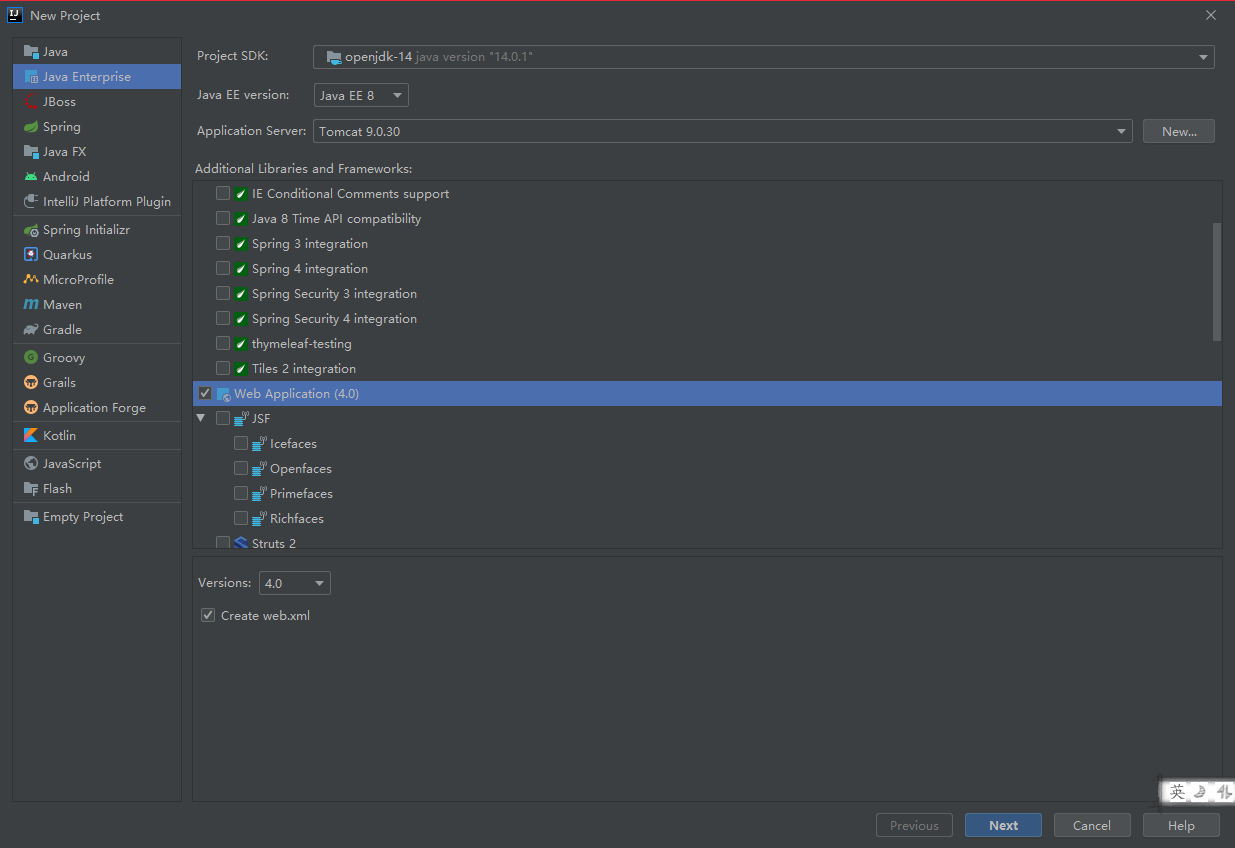 New Project
Java
Java Enterprise
JBoss
Spring
Java FX
Android
IntelliJ Platform Plugin
Spring Initializr
Quarkus
MicroProfile
Maven
Gradle
Groovy
Grails
Application Forge
Kotlin
JavaScript
Flash
Empty Project
Project SDK: openjdk-14 java version "14.0.1"
Java EE version: Java EE 8
Application Server: Tomcat 9.0.30 New...
Additional Libraries and Frameworks:
IE Conditional Comments support
Java 8 Time API compatibility
Spring 3 integration
Spring 4 integration
Spring Security 3 integration
Spring Security 4 integration
thymeleaf-testing
Tiles 2 integration
Web Application (4.0)
JSF
Icefaces
Openfaces
Primefaces
Richfaces
Struts 2
Versions: 4.0
Create web.xml
英
Previous Next Cancel Help